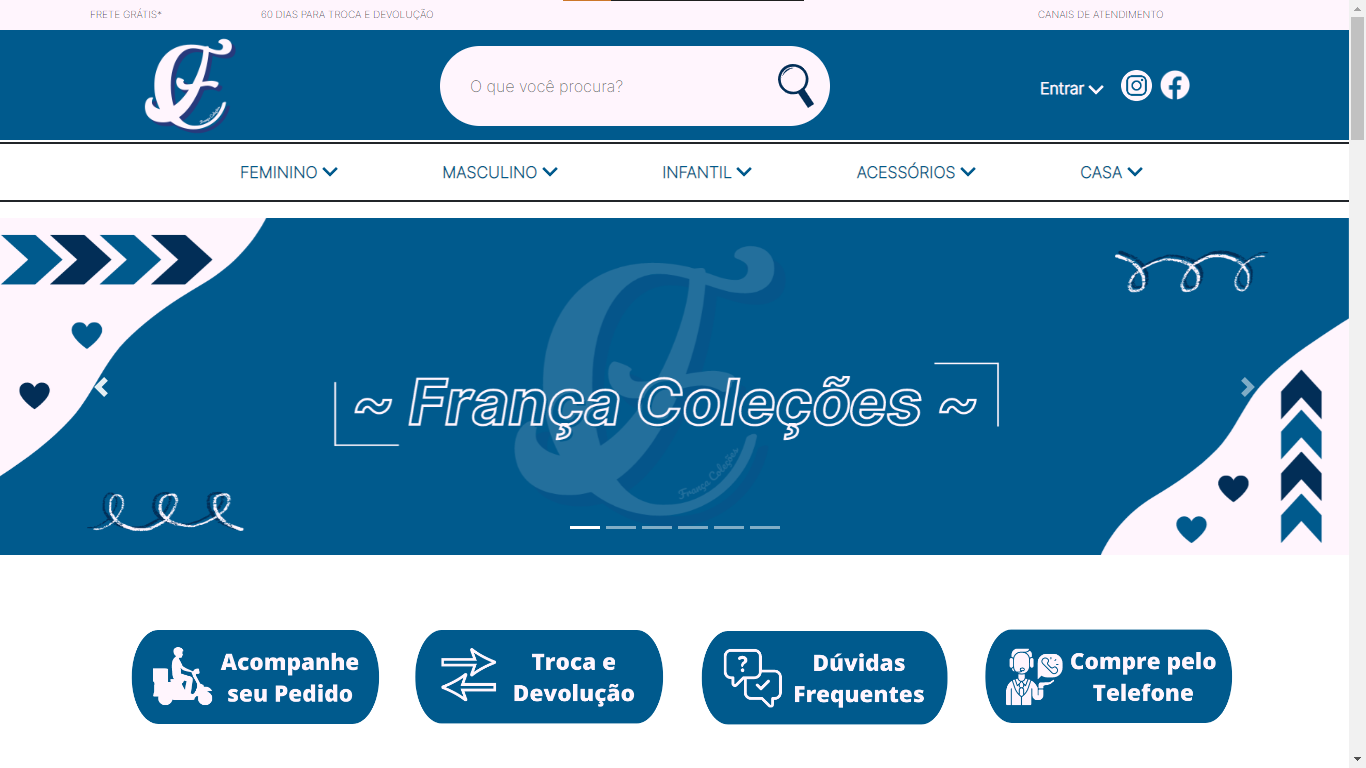 FRETE GRÁTIS*
60 DIAS PARA TROCA E DEVOLUÇÃO
CANAIS DE ATENDIMENTO
O que você procura?
Entrar
FEMININO
MASCULINO
INFANTIL
ACESSÓRIOS
CASA
~ França Coleções ~
França Coleções
Acompanhe
seu Pedido
Troca e
Devolução
Dúvidas
Frequentes
Compre pelo
Telefone